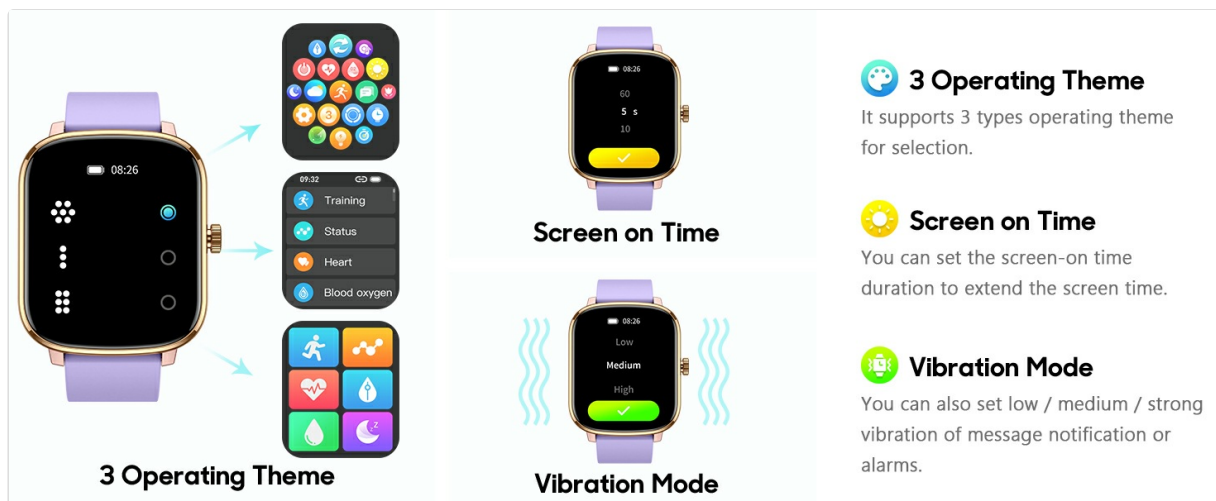 08:26
3
09:32
Training
Status
Heart
Blood oxygen
3 Operating Theme
08:26
60
5 s
10
Screen on Time
08:26
Low
Medium
High
Vibration Mode
3 Operating Theme
It supports 3 types operating theme
for selection.
Screen on Time
You can set the screen-on time
duration to extend the screen time.
Vibration Mode
You can also set low / medium / strong
vibration of message notification or
alarms.